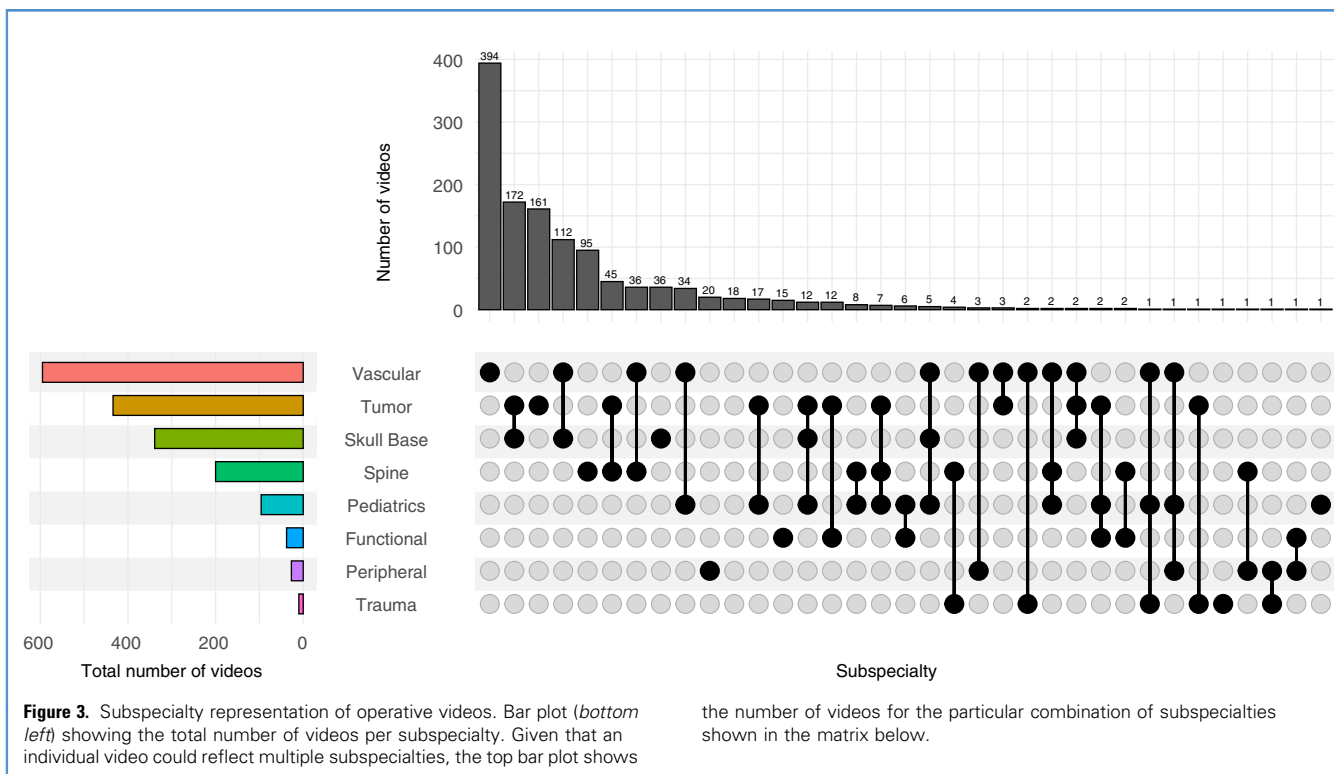 400
300
200
100
0
Number of videos
394
172
161
112
95
45
36
36
34
20
18
17
15
12
12
8
7
6
5
4
3
3
2
2
2
2
2
1
1
1
1
1
1
1
1
Vascular
Tumor
Skull Base
Spine
Pediatrics
Functional
Peripheral
Trauma
600 400 200 0
Total number of videos
Subspecialty
Figure 3. Subspecialty representation of operative videos. Bar plot (bottom
left) showing the total number of videos per subspecialty. Given that an
individual video could reflect multiple subspecialties, the top bar plot shows
the number of videos for the particular combination of subspecialties
shown in the matrix below.